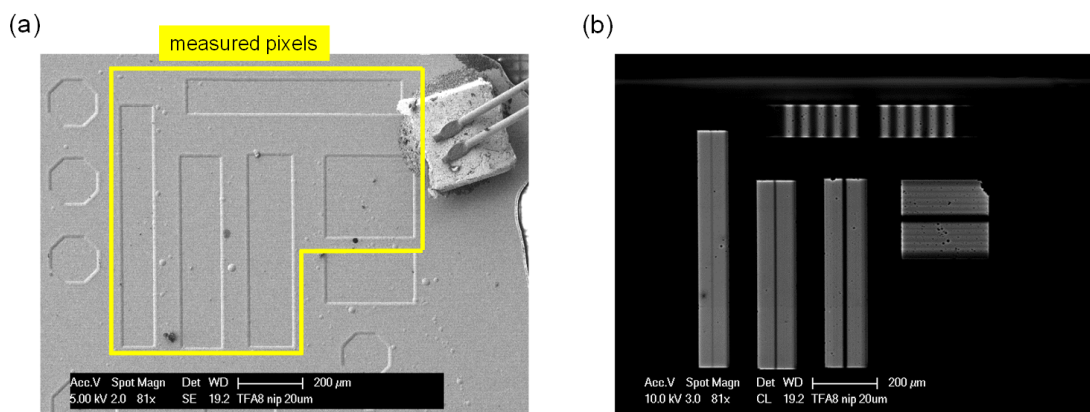 (a)
(b)
measured pixels
Acc.V Spot Magn Det WD 200 µm
5.00 kV 2.0 81x SE 19.2 TFA8 nip 20um
Acc.V Spot Magn Det WD 200 µm
10.0 kV 3.0 81x CL 19.2 TFA8 nip 20um